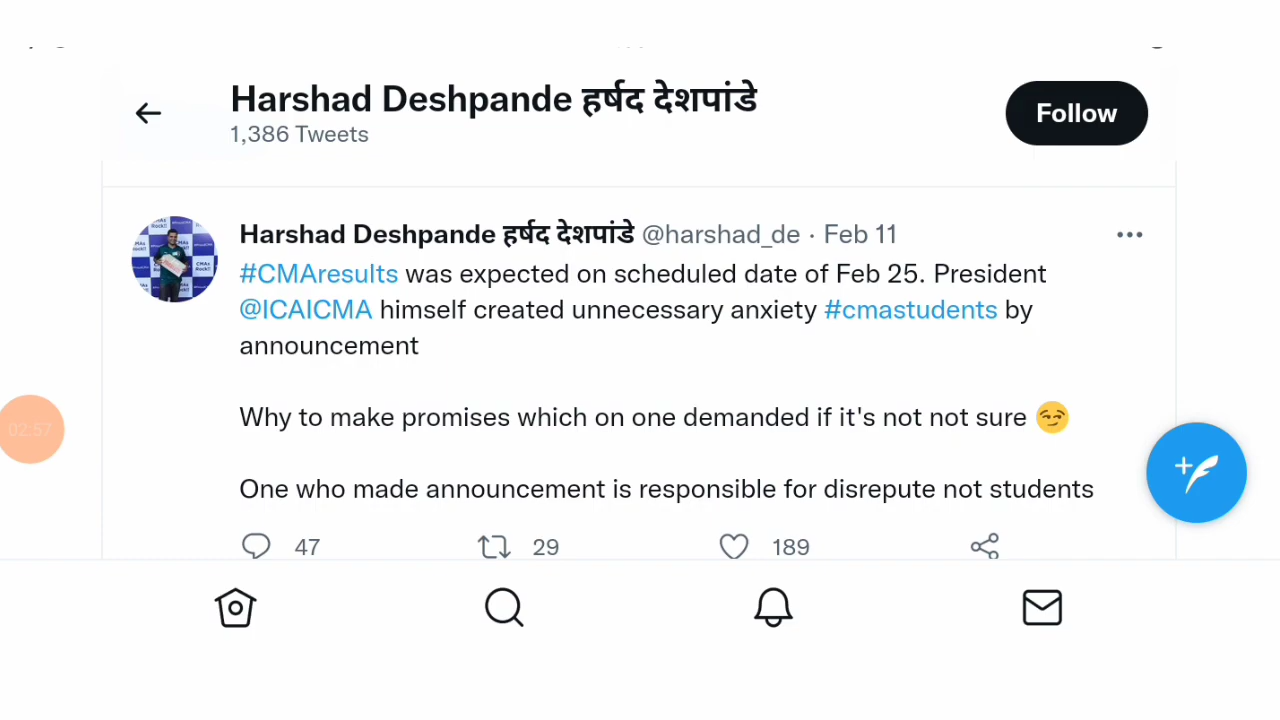 Harshad Deshpande हर्षद देशपांडे
1,386 Tweets
Follow
Harshad Deshpande हर्षद देशपांडे @harshad_de · Feb 11
#CMAresults was expected on scheduled date of Feb 25. President
@ICAICMA himself created unnecessary anxiety #cmastudents by
announcement
Why to make promises which on one demanded if it's not not sure 😏
One who made announcement is responsible for disrepute not students
47 29 189
02:57